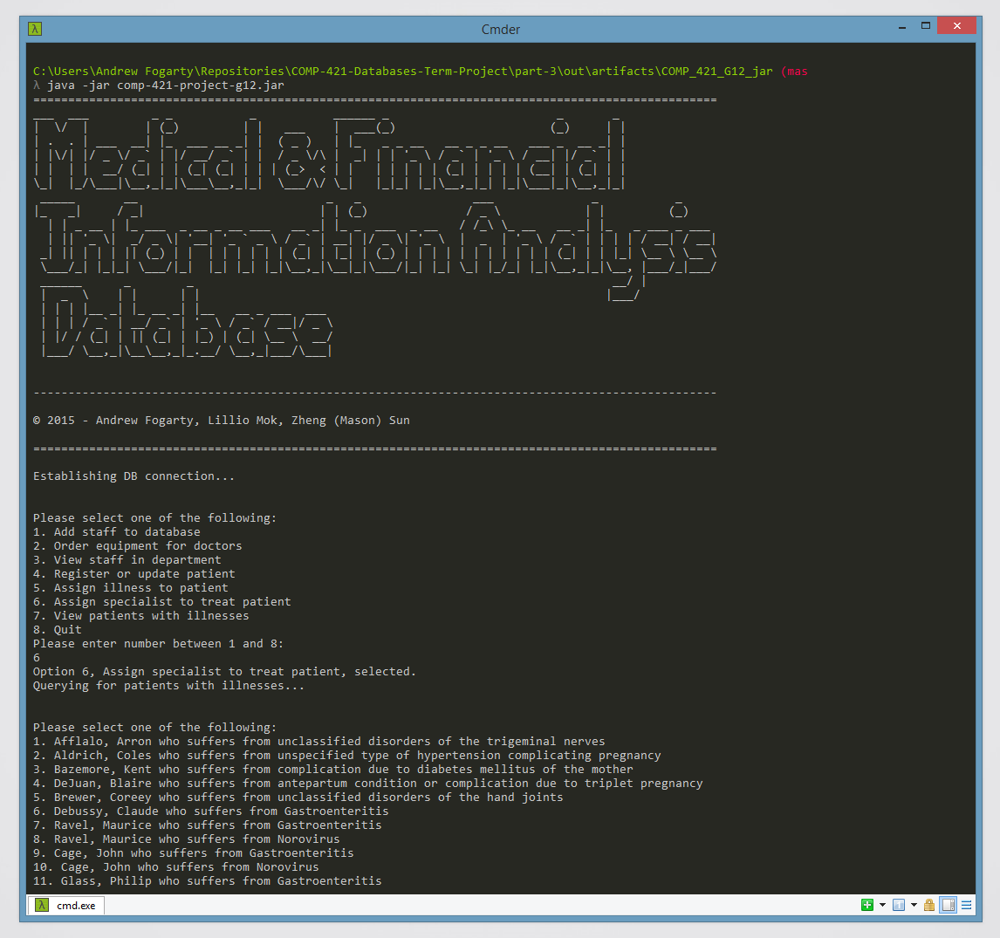 Cmder
C:\Users\Andrew Fogarty\Repositories\COMP-421-Databases-Term-Project\part-3\out\artifacts\COMP_421_G12_jar (mas
λ java -jar comp-421-project-g12.jar
==================================================================================================
Medical & Financial
Information Analysis
Database
--------------------------------------------------------------------------------------------------
© 2015 - Andrew Fogarty, Lillio Mok, Zheng (Mason) Sun
==================================================================================================
Establishing DB connection...
Please select one of the following:
1. Add staff to database
2. Order equipment for doctors
3. View staff in department
4. Register or update patient
5. Assign illness to patient
6. Assign specialist to treat patient
7. View patients with illnesses
8. Quit
Please enter number between 1 and 8:
6
Option 6, Assign specialist to treat patient, selected.
Querying for patients with illnesses...
Please select one of the following:
1. Afflalo, Arron who suffers from unclassified disorders of the trigeminal nerves
2. Aldrich, Coles who suffers from unspecified type of hypertension complicating pregnancy
3. Bazemore, Kent who suffers from complication due to diabetes mellitus of the mother
4. DeJuan, Blaire who suffers from antepartum condition or complication due to triplet pregnancy
5. Brewer, Coreey who suffers from unclassified disorders of the hand joints
6. Debussy, Claude who suffers from Gastroenteritis
7. Ravel, Maurice who suffers from Gastroenteritis
8. Ravel, Maurice who suffers from Norovirus
9. Cage, John who suffers from Gastroenteritis
10. Cage, John who suffers from Norovirus
11. Glass, Philip who suffers from Gastroenteritis
λ cmd.exe